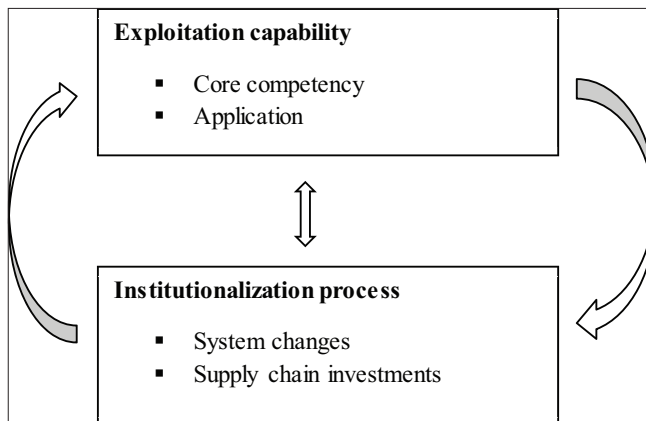 Exploitation capability
▪ Core competency
▪ Application
Institutionalization process
▪ System changes
▪ Supply chain investments